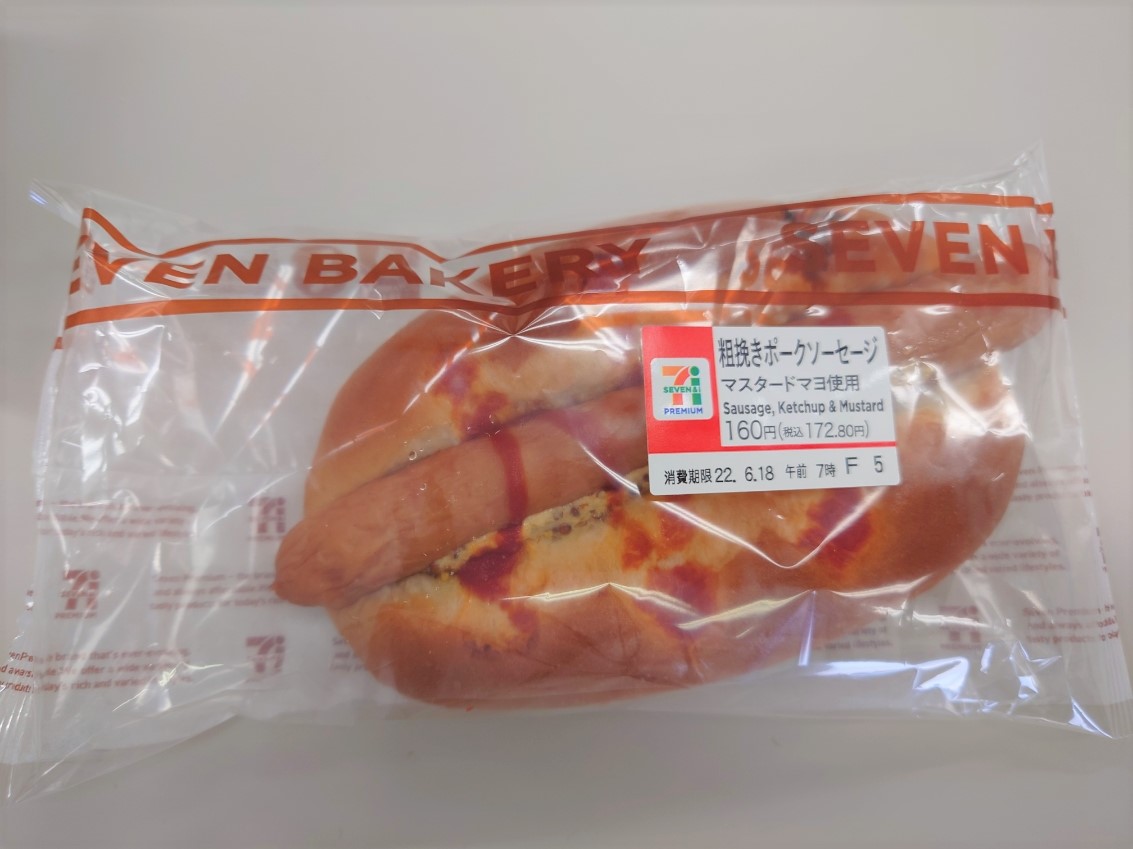 EVEN BAKERY
SEVEN
粗挽きポークソーセージ
マスタードマヨ使用
Sausage, Ketchup & Mustard
160円(税込172.80円)
SEVEN&i
PREMIUM
消費期限22. 6.18 午前 7時 F 5
PREMIUM